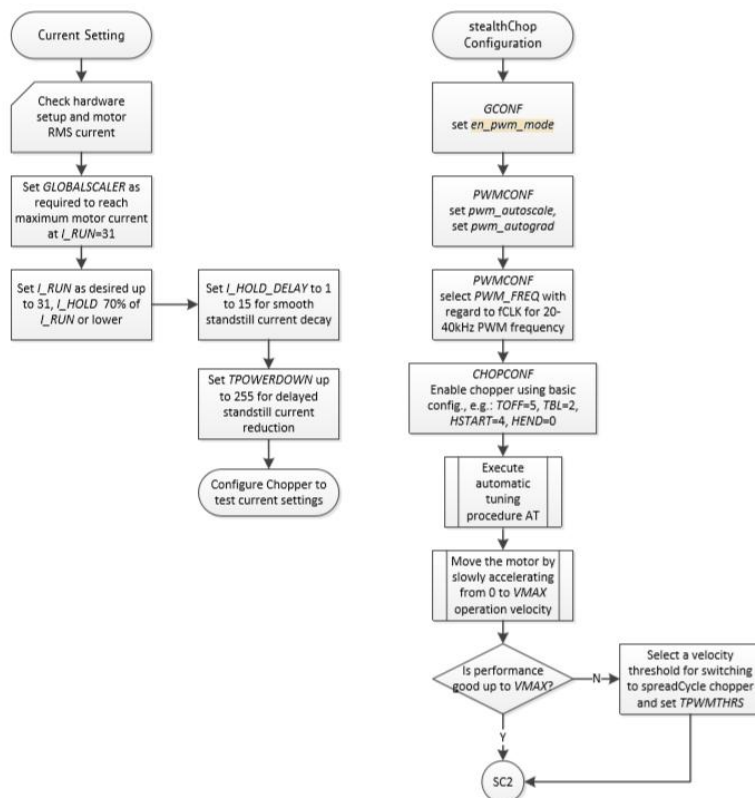 Current Setting
Check hardware
setup and motor
RMS current
Set GLOBALSCALER as
required to reach
maximum motor current
at I_RUN=31
Set I_RUN as desired up
to 31, I_HOLD 70% of
I_RUN or lower
Set I_HOLD_DELAY to 1
to 15 for smooth
standstill current decay
Set TPOWERDOWN up
to 255 for delayed
standstill current
reduction
Configure Chopper to
test current settings
stealthChop
Configuration
GCONF
set en_pwm_mode
PWMCONF
set pwm_autoscale,
set pwm_autograd
PWMCONF
select PWM_FREQ with
regard to fCLK for 20-
40kHz PWM frequency
CHOPCONF
Enable chopper using basic
config., e.g.: TOFF=5, TBL=2,
HSTART=4, HEND=0
Execute
automatic
tuning
procedure AT
Move the motor by
slowly accelerating
from 0 to VMAX
operation velocity
Is performance
good up to VMAX?
N
Select a velocity
threshold for switching
to spreadCycle chopper
and set TPWMTHRS
Y
SC2